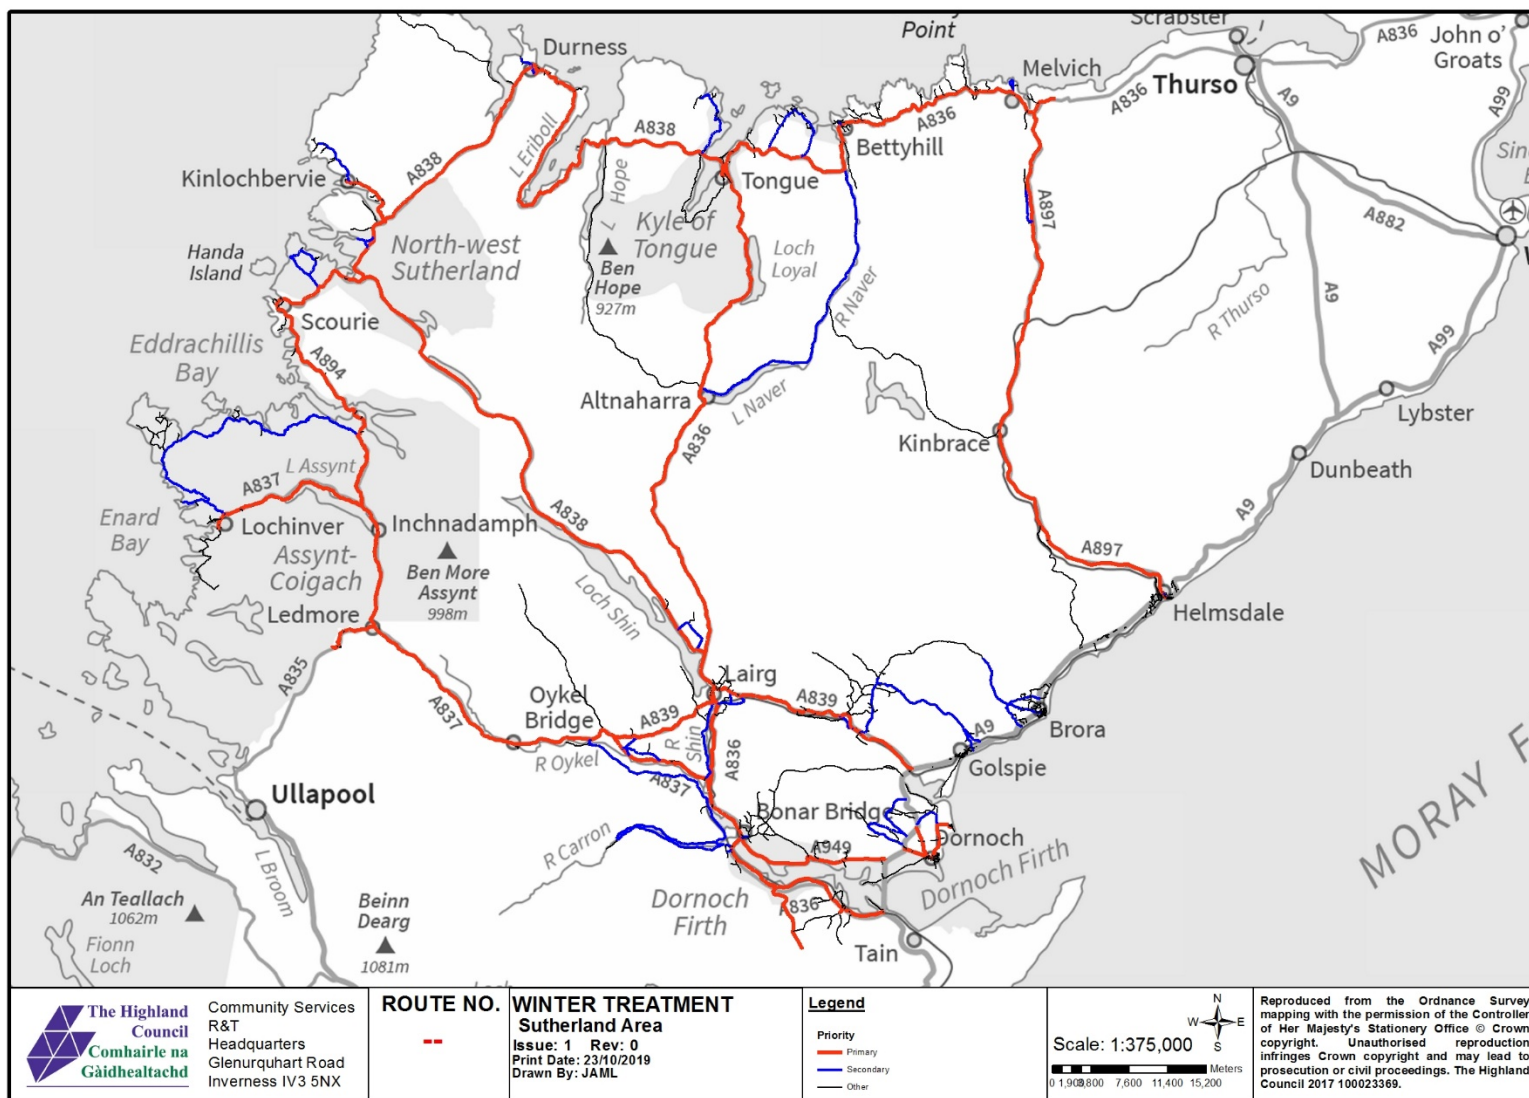 Point
Scrabster
A836
John o'
Groats
Durness
Melvich
Thurso
A836
A9
A99
L Eriboll
A838
A836
Bettyhill
Kinlochbervie
A838
L Hope
Tongue
Kyle of
Tongue
A897
A882
North-west
Sutherland
Handa
Island
Ben
Hope
927m
Loch
Loyal
R Naver
R Thurso
A9
A99
Scourie
Eddrachillis
Bay
A894
Altnaharra
L Naver
Lybster
A836
Kinbrace
Dunbeath
L Assynt
A837
Enard
Bay
Lochinver
Inchnadamph
A838
A9
Assynt-
Coigach
Ben More
Assynt
998m
A897
Loch Shin
Helmsdale
Ledmore
A835
Lairg
Oykel
Bridge
A839
A839
A837
R Shin
A9
Brora
R Oykel
A836
Golspie
A837
Ullapool
Bonar Bridge
Dornoch
A949
A832
L Broom
R Carron
Dornoch Firth
MORAY F
An Teallach
1062m
Beinn
Dearg
1081m
Dornoch
Firth
A836
Fionn
Loch
Tain
The Highland
Council
Comhairle na
Gàidhealtachd
Community Services
R&T
Headquarters
Glenurquhart Road
Inverness IV3 5NX
ROUTE NO.
--
WINTER TREATMENT
Sutherland Area
Issue: 1 Rev: 0
Print Date: 23/10/2019
Drawn By: JAML
Legend
Priority
Primary
Secondary
Other
N
W E
S
Scale: 1:375,000
Meters
0 1,900 3,800 7,600 11,400 15,200
Reproduced from the Ordnance Survey
mapping with the permission of the Controller
of Her Majesty's Stationery Office © Crown
copyright. Unauthorised reproduction
infringes Crown copyright and may lead to
prosecution or civil proceedings. The Highland
Council 2017 100023369.